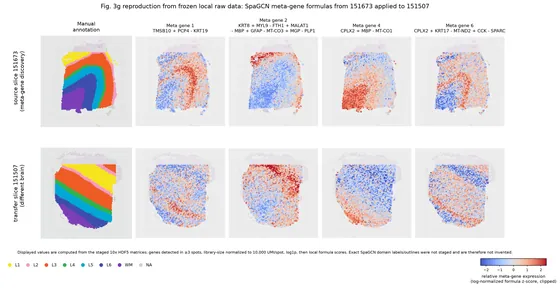 Fig. 3g reproduction from frozen local raw data: SpaGCN meta-gene formulas from 151673 applied to 151507
Manual
annotation
Meta gene 1
TMSB10 + PCP4 - KRT19
Meta gene 2
KRT8 + MYL9 - FTH1 + MALAT1
- MBP + GFAP - MT-CO3 + MGP - PLP1
Meta gene 4
CPLX2 + MBP - MT-CO1
Meta gene 6
CPLX2 + KRT17 - MT-ND2 + CCK - SPARC
source slice 151673
(meta-gene discovery)
transfer slice 151507
(different brain)
Displayed values are computed from the staged 10x HDF5 matrices: genes detected in ≥3 spots, library-size normalized to 10,000 UMI/spot, log1p, then local formula scores. Exact SpaGCN domain labels/routines were not staged and are therefore not invented.
L1 L2 L3 L4 L5 L6 WM NA
−2 −1 0 1 2
relative meta-gene expression
(log-normalized formula z-score, clipped)